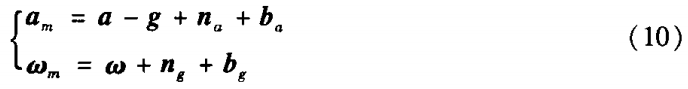 a_m = a - g + n_a + b_a
ω_m = ω + n_g + b_g
(10)